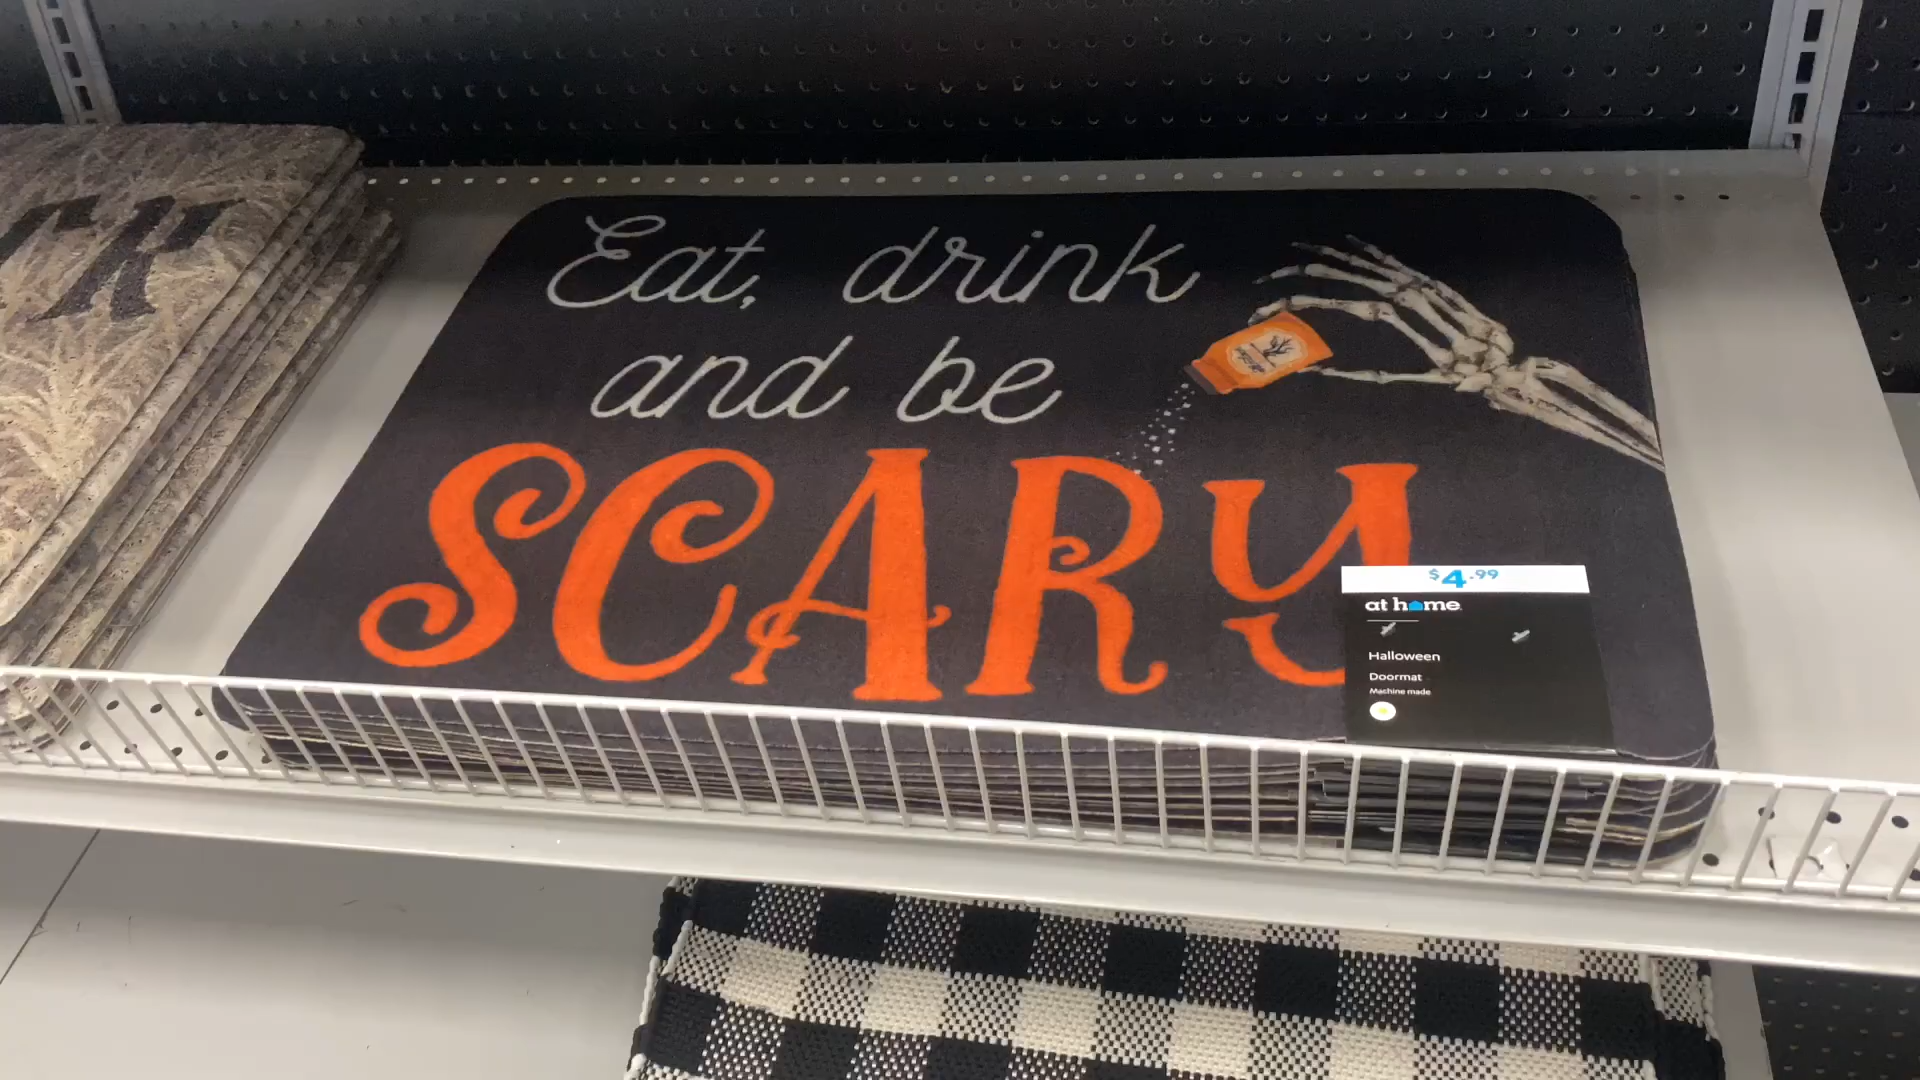 Eat, drink
and be
SCARY
$4.99
at home
Halloween
Doormat
Machine made